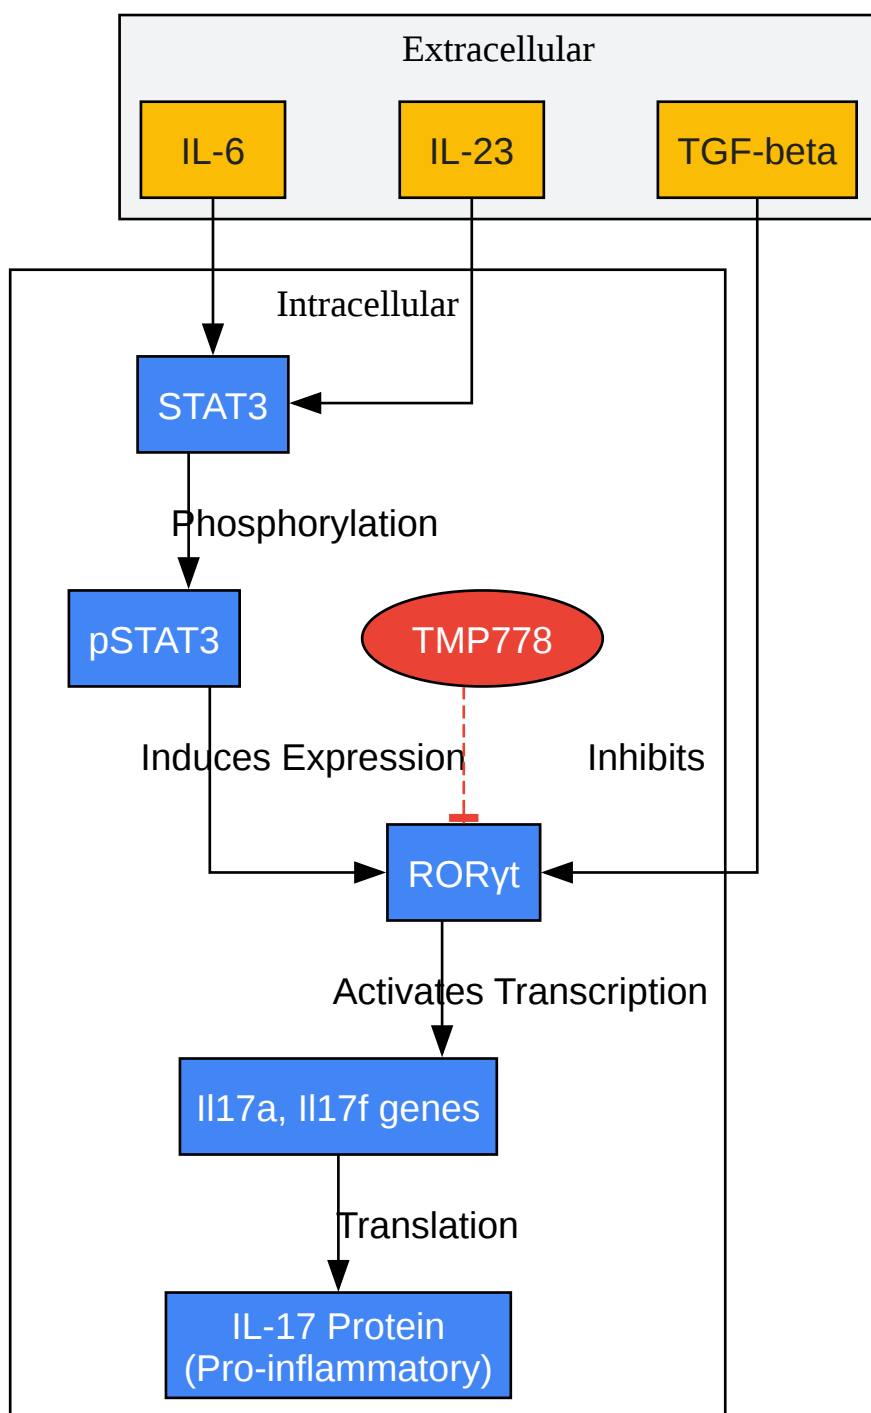 Extracellular
IL-6
IL-23
TGF-beta
Intracellular
STAT3
Phosphorylation
pSTAT3
TMP778
Induces Expression
Inhibits
RORγt
Activates Transcription
Il17a, Il17f genes
Translation
IL-17 Protein
(Pro-inflammatory)